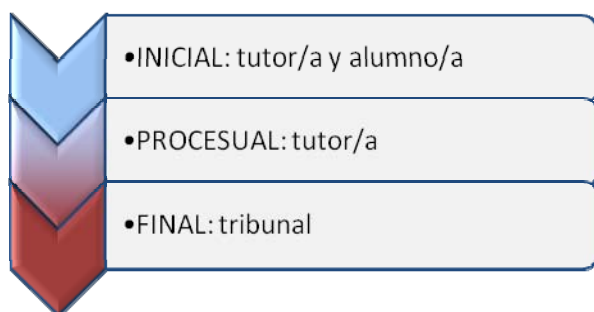 •INICIAL: tutor/a y alumno/a
•PROCESUAL: tutor/a
•FINAL: tribunal